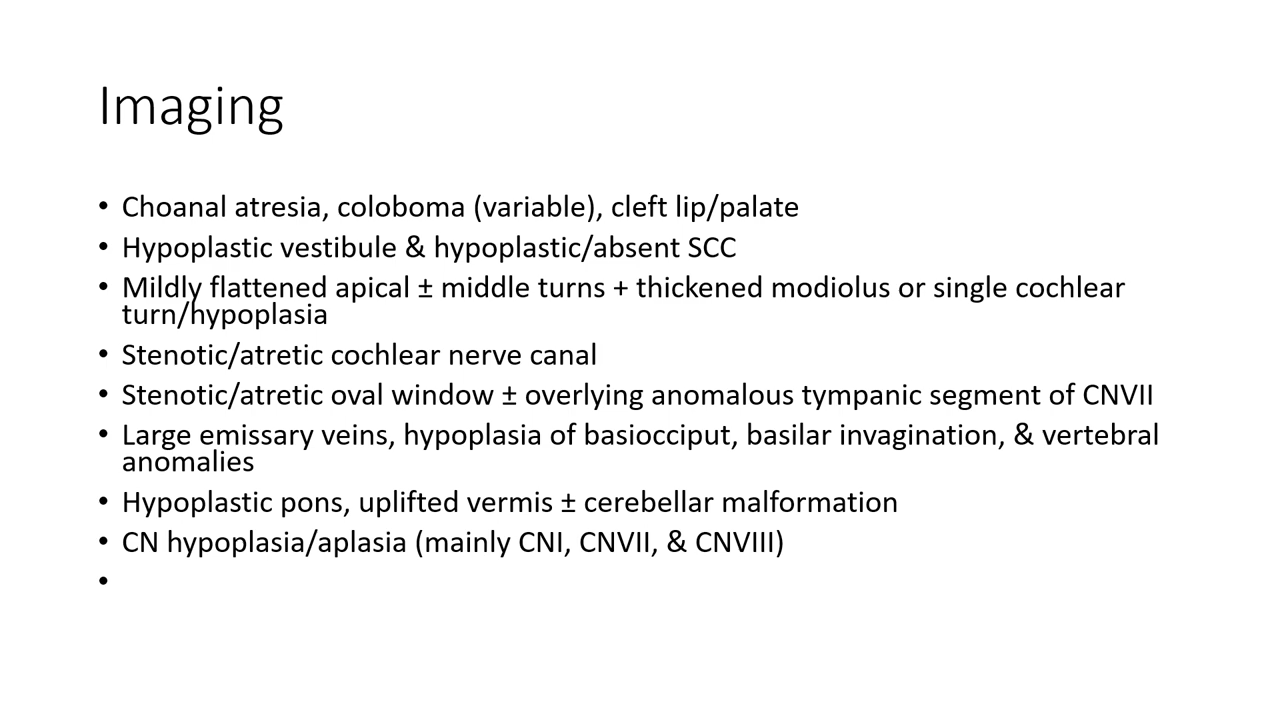 Imaging
• Choanal atresia, coloboma (variable), cleft lip/palate
• Hypoplastic vestibule & hypoplastic/absent SCC
• Mildly flattened apical ± middle turns + thickened modiolus or single cochlear
turn/hypoplasia
• Stenotic/atretic cochlear nerve canal
• Stenotic/atretic oval window ± overlying anomalous tympanic segment of CNVII
• Large emissary veins, hypoplasia of basiocciput, basilar invagination, & vertebral
anomalies
• Hypoplastic pons, uplifted vermis ± cerebellar malformation
• CN hypoplasia/aplasia (mainly CNI, CNVII, & CNVIII)
•